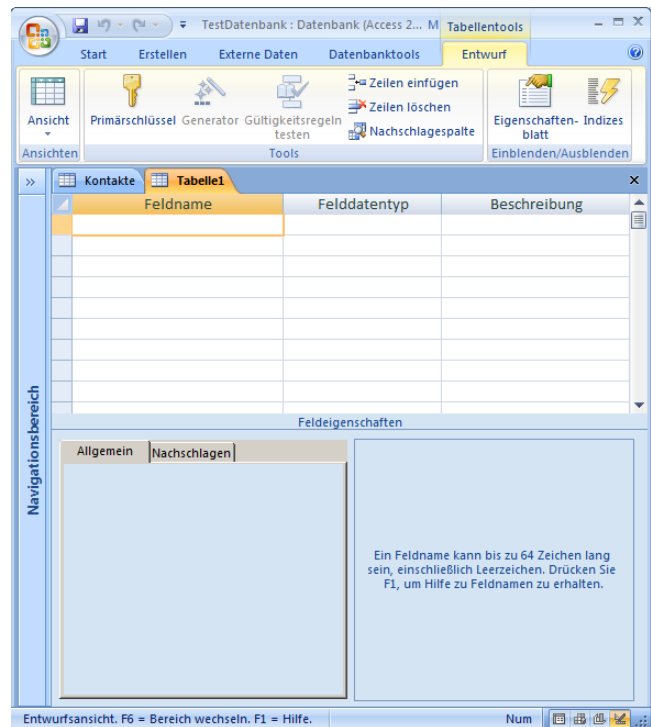 TestDatenbank : Datenbank (Access 2... M
Tabellentools
Start
Erstellen
Externe Daten
Datenbanktools
Entwurf
Ansicht
Primärschlüssel
Generator
Gültigkeitsregeln
testen
Zeilen einfügen
Zeilen löschen
Nachschlagespalte
Eigenschaften-
blatt
Indizes
Ansichten
Tools
Einblenden/Ausblenden
Kontakte
Tabelle1
Feldname
Felddatentyp
Beschreibung
Navigationsbereich
Feldeigenschaften
Allgemein
Nachschlagen
Ein Feldname kann bis zu 64 Zeichen lang
sein, einschließlich Leerzeichen. Drücken Sie
F1, um Hilfe zu Feldnamen zu erhalten.
Entwurfsansicht. F6 = Bereich wechseln. F1 = Hilfe.
Num